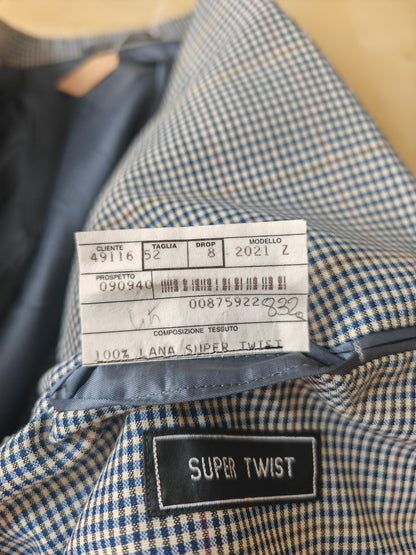 CLIENTE TAGLIA DROP MODELLO
49116 52 8 2021 Z
PROSPETTO
090940
00875922 832
COMPOSIZIONE TESSUTO
100% LANA SUPER TWIST
SUPER TWIST